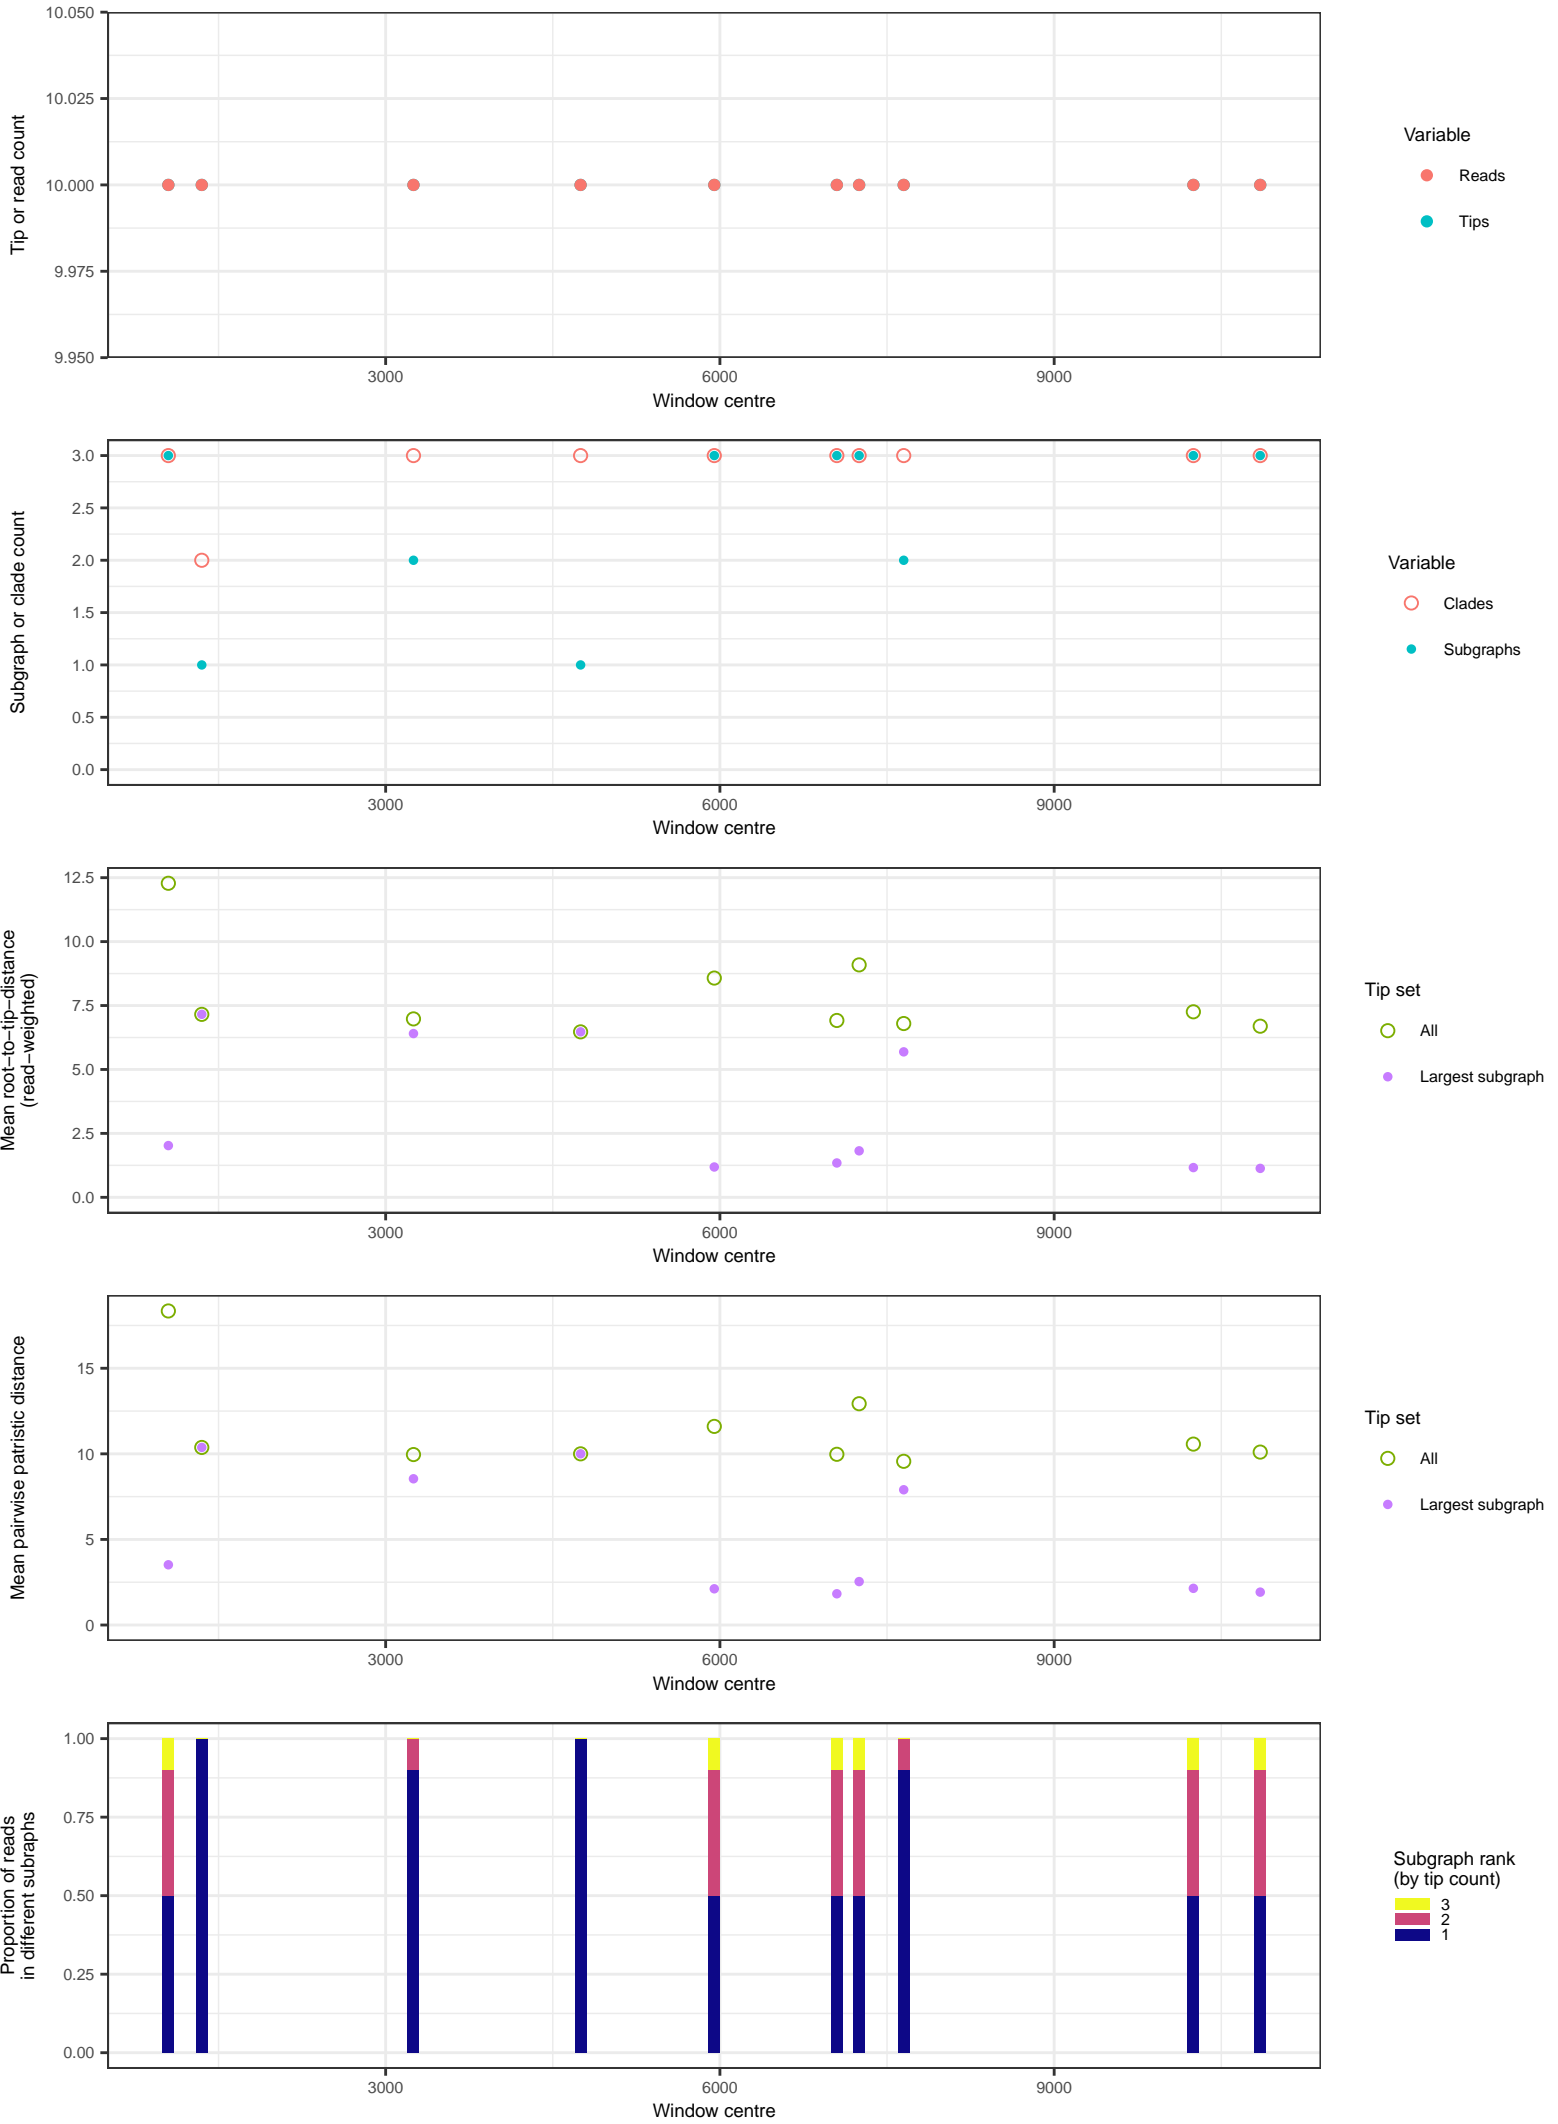 10.050
10.025
10.000
9.975
9.950
Tip or read count
3000
6000
9000
Window centre
Variable
Reads
Tips
3.0
2.5
2.0
1.5
1.0
0.5
0.0
Subgraph or clade count
3000
6000
9000
Window centre
Variable
Clades
Subgraphs
12.5
10.0
7.5
5.0
2.5
0.0
Mean root−to−tip−distance
(read−weighted)
3000
6000
9000
Window centre
Tip set
All
Largest subgraph
15
10
5
0
Mean pairwise patristic distance
3000
6000
9000
Window centre
Tip set
All
Largest subgraph
1.00
0.75
0.50
0.25
0.00
Proportion of reads
in different subraphs
3000
6000
9000
Window centre
Subgraph rank
(by tip count)
3
2
1